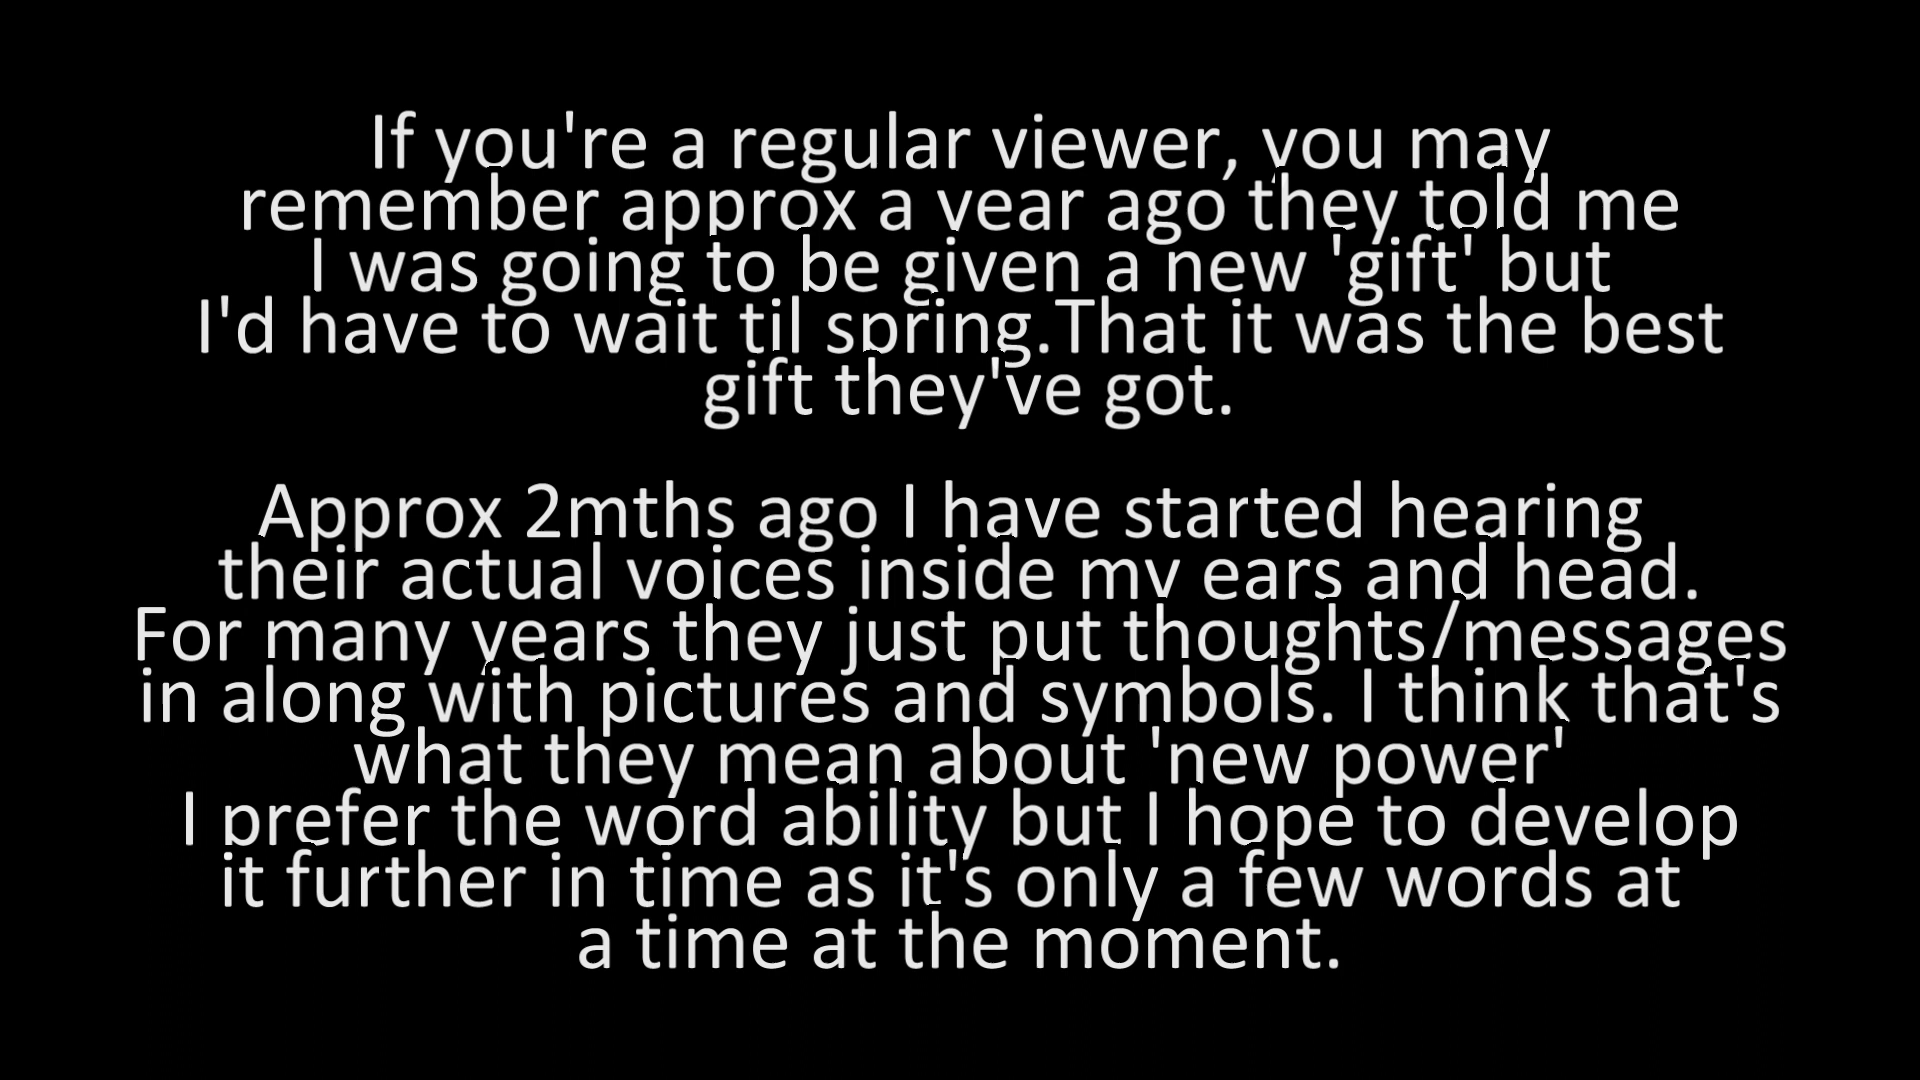 If you're a regular viewer, you may
remember approx a year ago they told me
I was going to be given a new 'gift' but
I'd have to wait til spring.That it was the best
gift they've got.
Approx 2mths ago I have started hearing
their actual voices inside my ears and head.
For many years they just put thoughts/messages
in along with pictures and symbols. I think that's
what they mean about 'new power'
I prefer the word ability but I hope to develop
it further in time as it's only a few words at
a time at the moment.